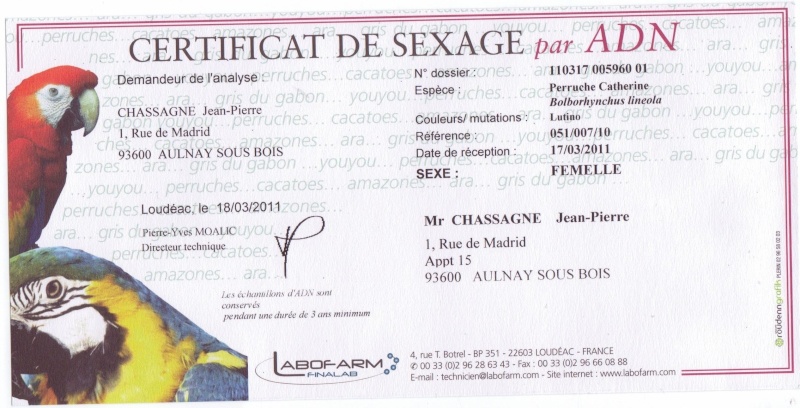 CERTIFICAT DE SEXAGE par ADN
Demandeur de l'analyse
CHASSAGNE Jean-Pierre
1, Rue de Madrid
93600 AULNAY SOUS BOIS
N° dossier : 110317 005960 01
Espèce : Perruche Catherine
Bolborhynchus lineola
Couleurs/ mutations : Lutino
Référence : 051/007/10
Date de réception : 17/03/2011
SEXE : FEMELLE
Loudéac, le 18/03/2011
Pierre-Yves MOALIC
Directeur technique
Les échantillons d'ADN sont
conservés
pendant une durée de 3 ans minimum
Mr CHASSAGNE Jean-Pierre
1, Rue de Madrid
Appt 15
93600 AULNAY SOUS BOIS
LABOFARM
FINALAB
4, rue T. Botrel - BP 351 - 22603 LOUDÉAC - FRANCE
✆ 00 33 (0)2 96 28 63 43 - Fax : 00 33 (0)2 96 66 08 88
E-mail : technicien@labofarm.com - Site internet : www.labofarm.com
roudenngrafik